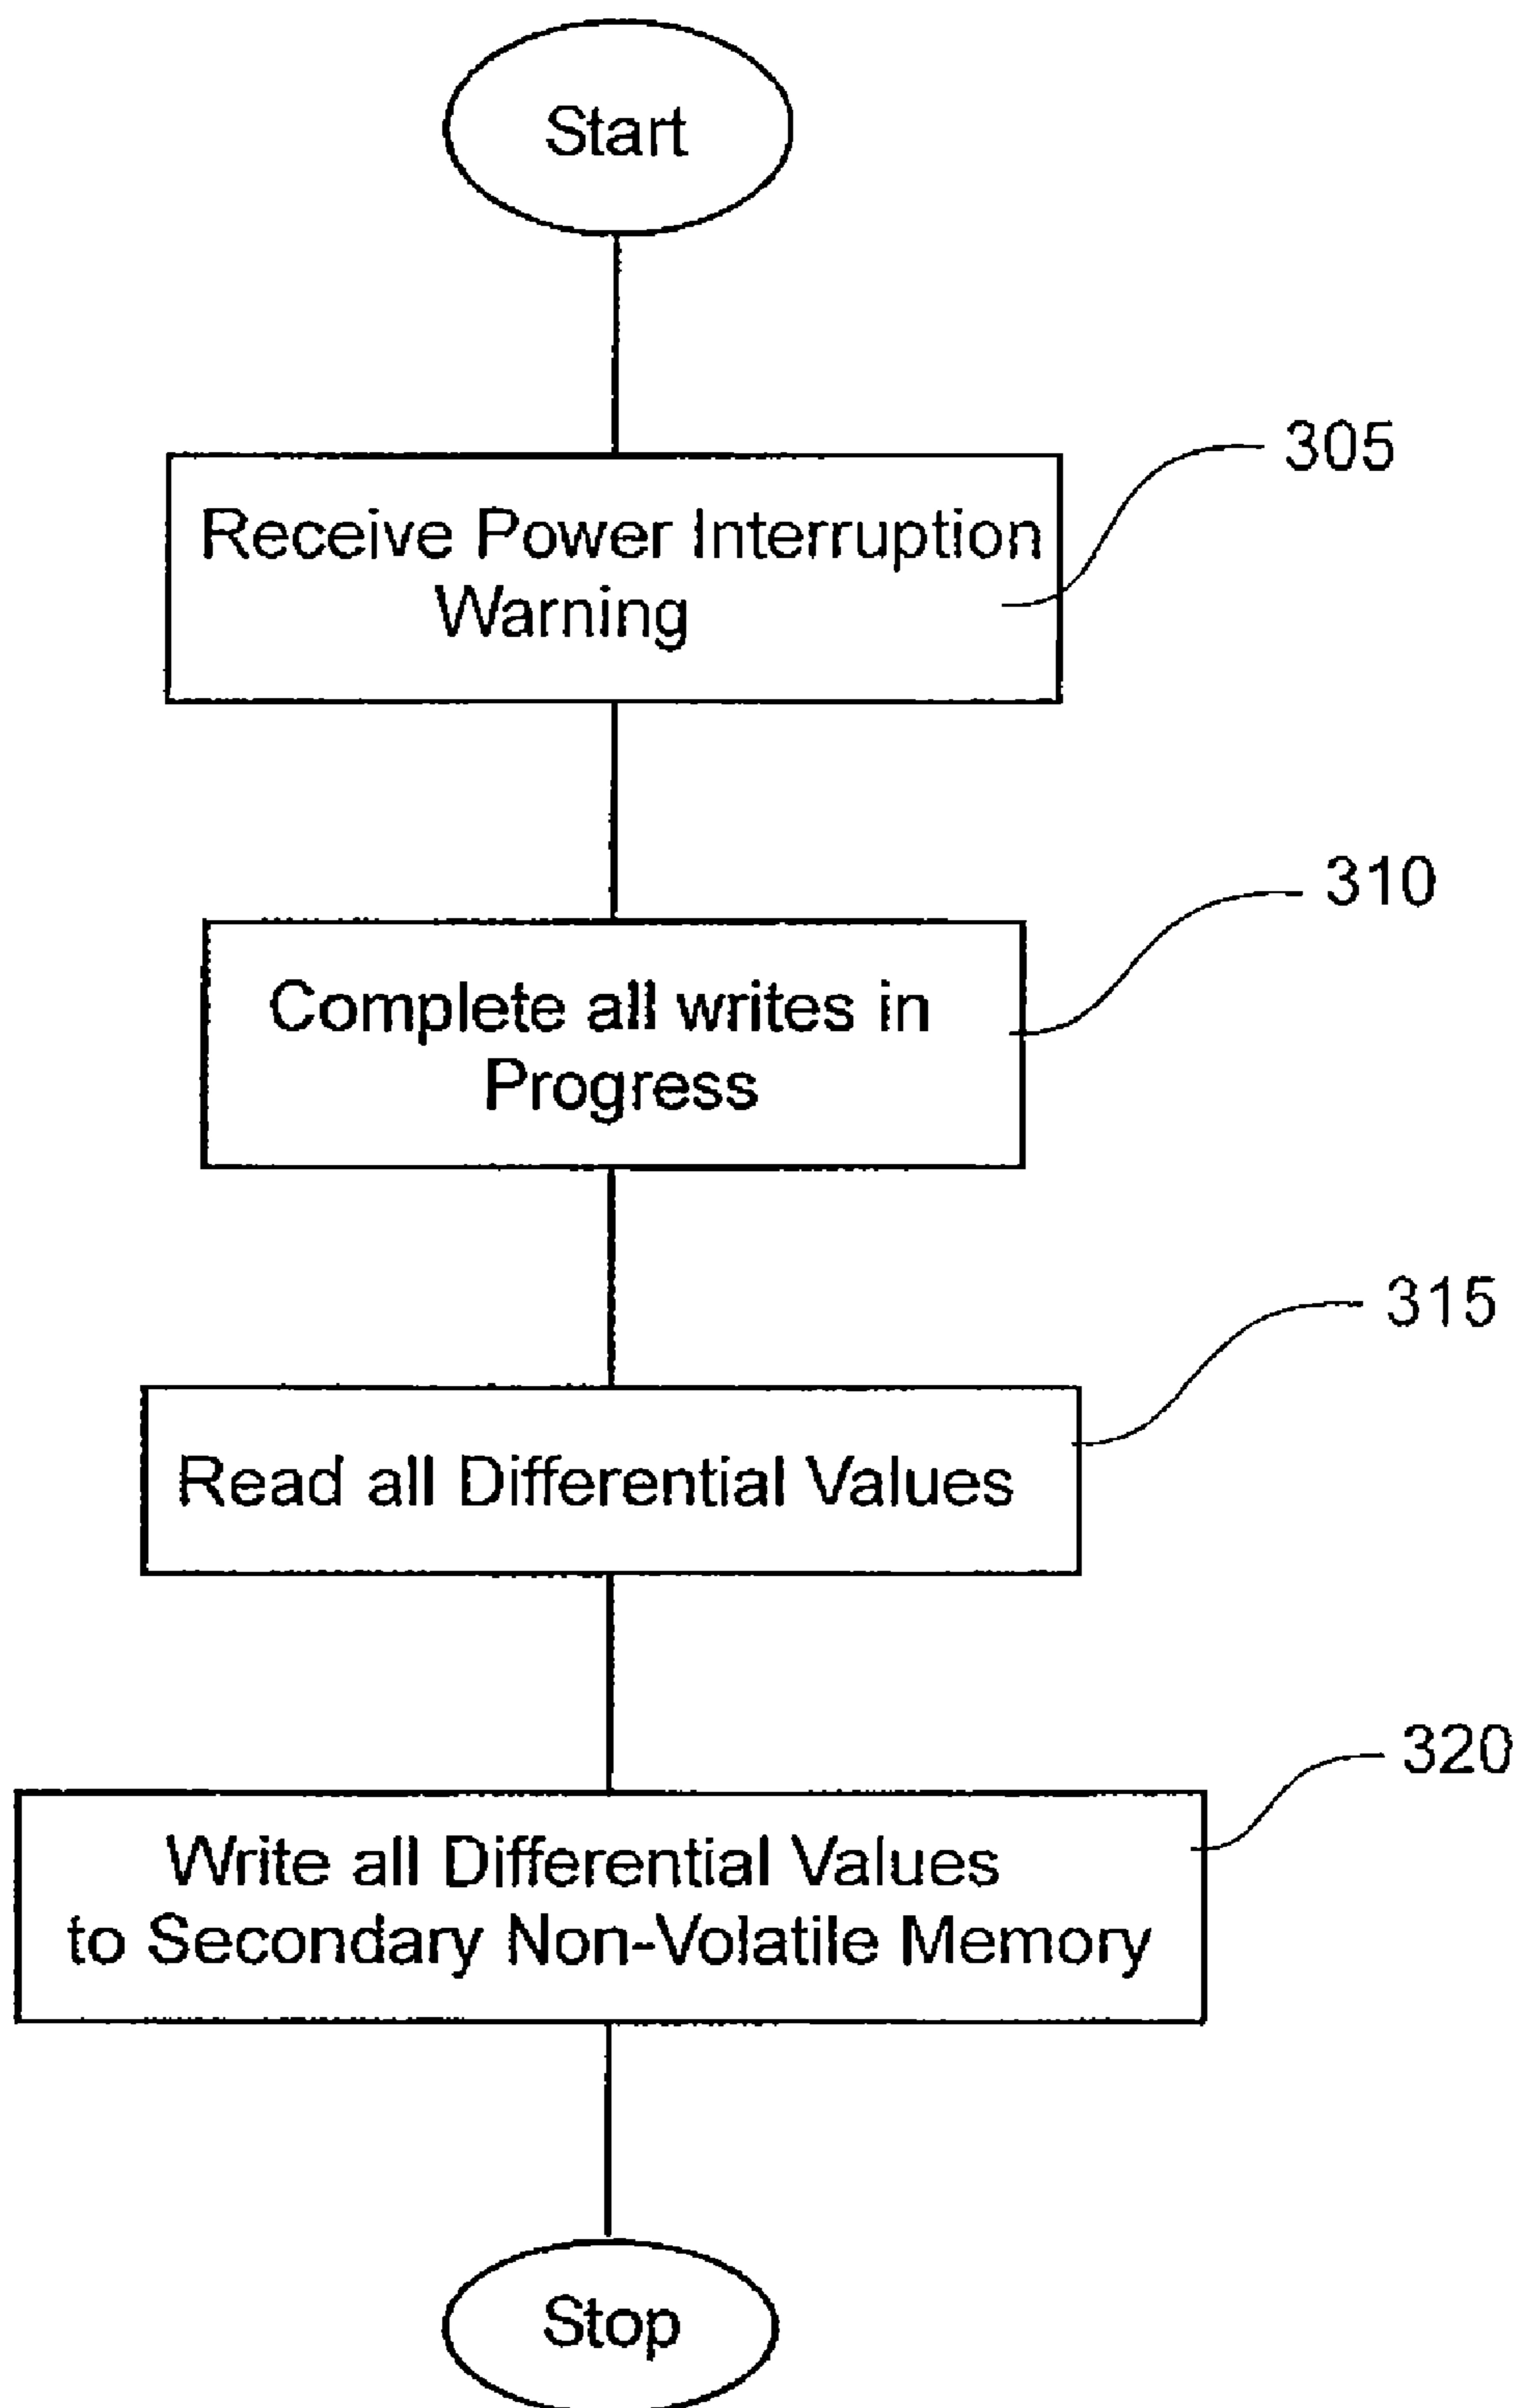 Start
305
Receive Power Interruption
Warning
310
Complete all writes in
Progress
315
Read all Differential Values
320
Write all Differential Values
to Secondary Non-Volatile Memory
Stop